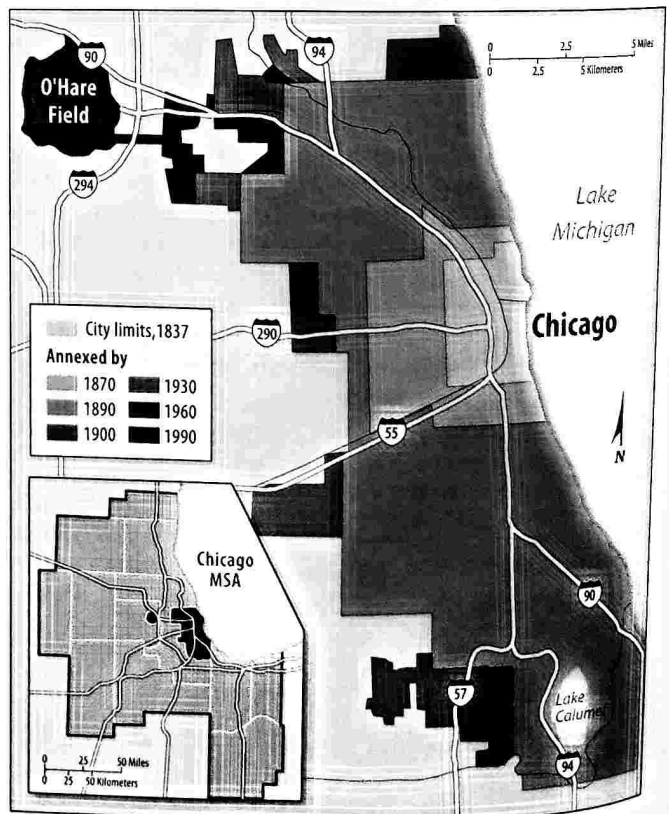 90
94
0 2.5 5 Miles
0 2.5 5 Kilometers
O'Hare
Field
294
Lake
Michigan
City limits, 1837
Annexed by
1870 1930
1890 1960
1900 1990
290
Chicago
55
N
Chicago
MSA
90
57
Lake
Calumet
94
0 25 50 Miles
0 25 50 Kilometers